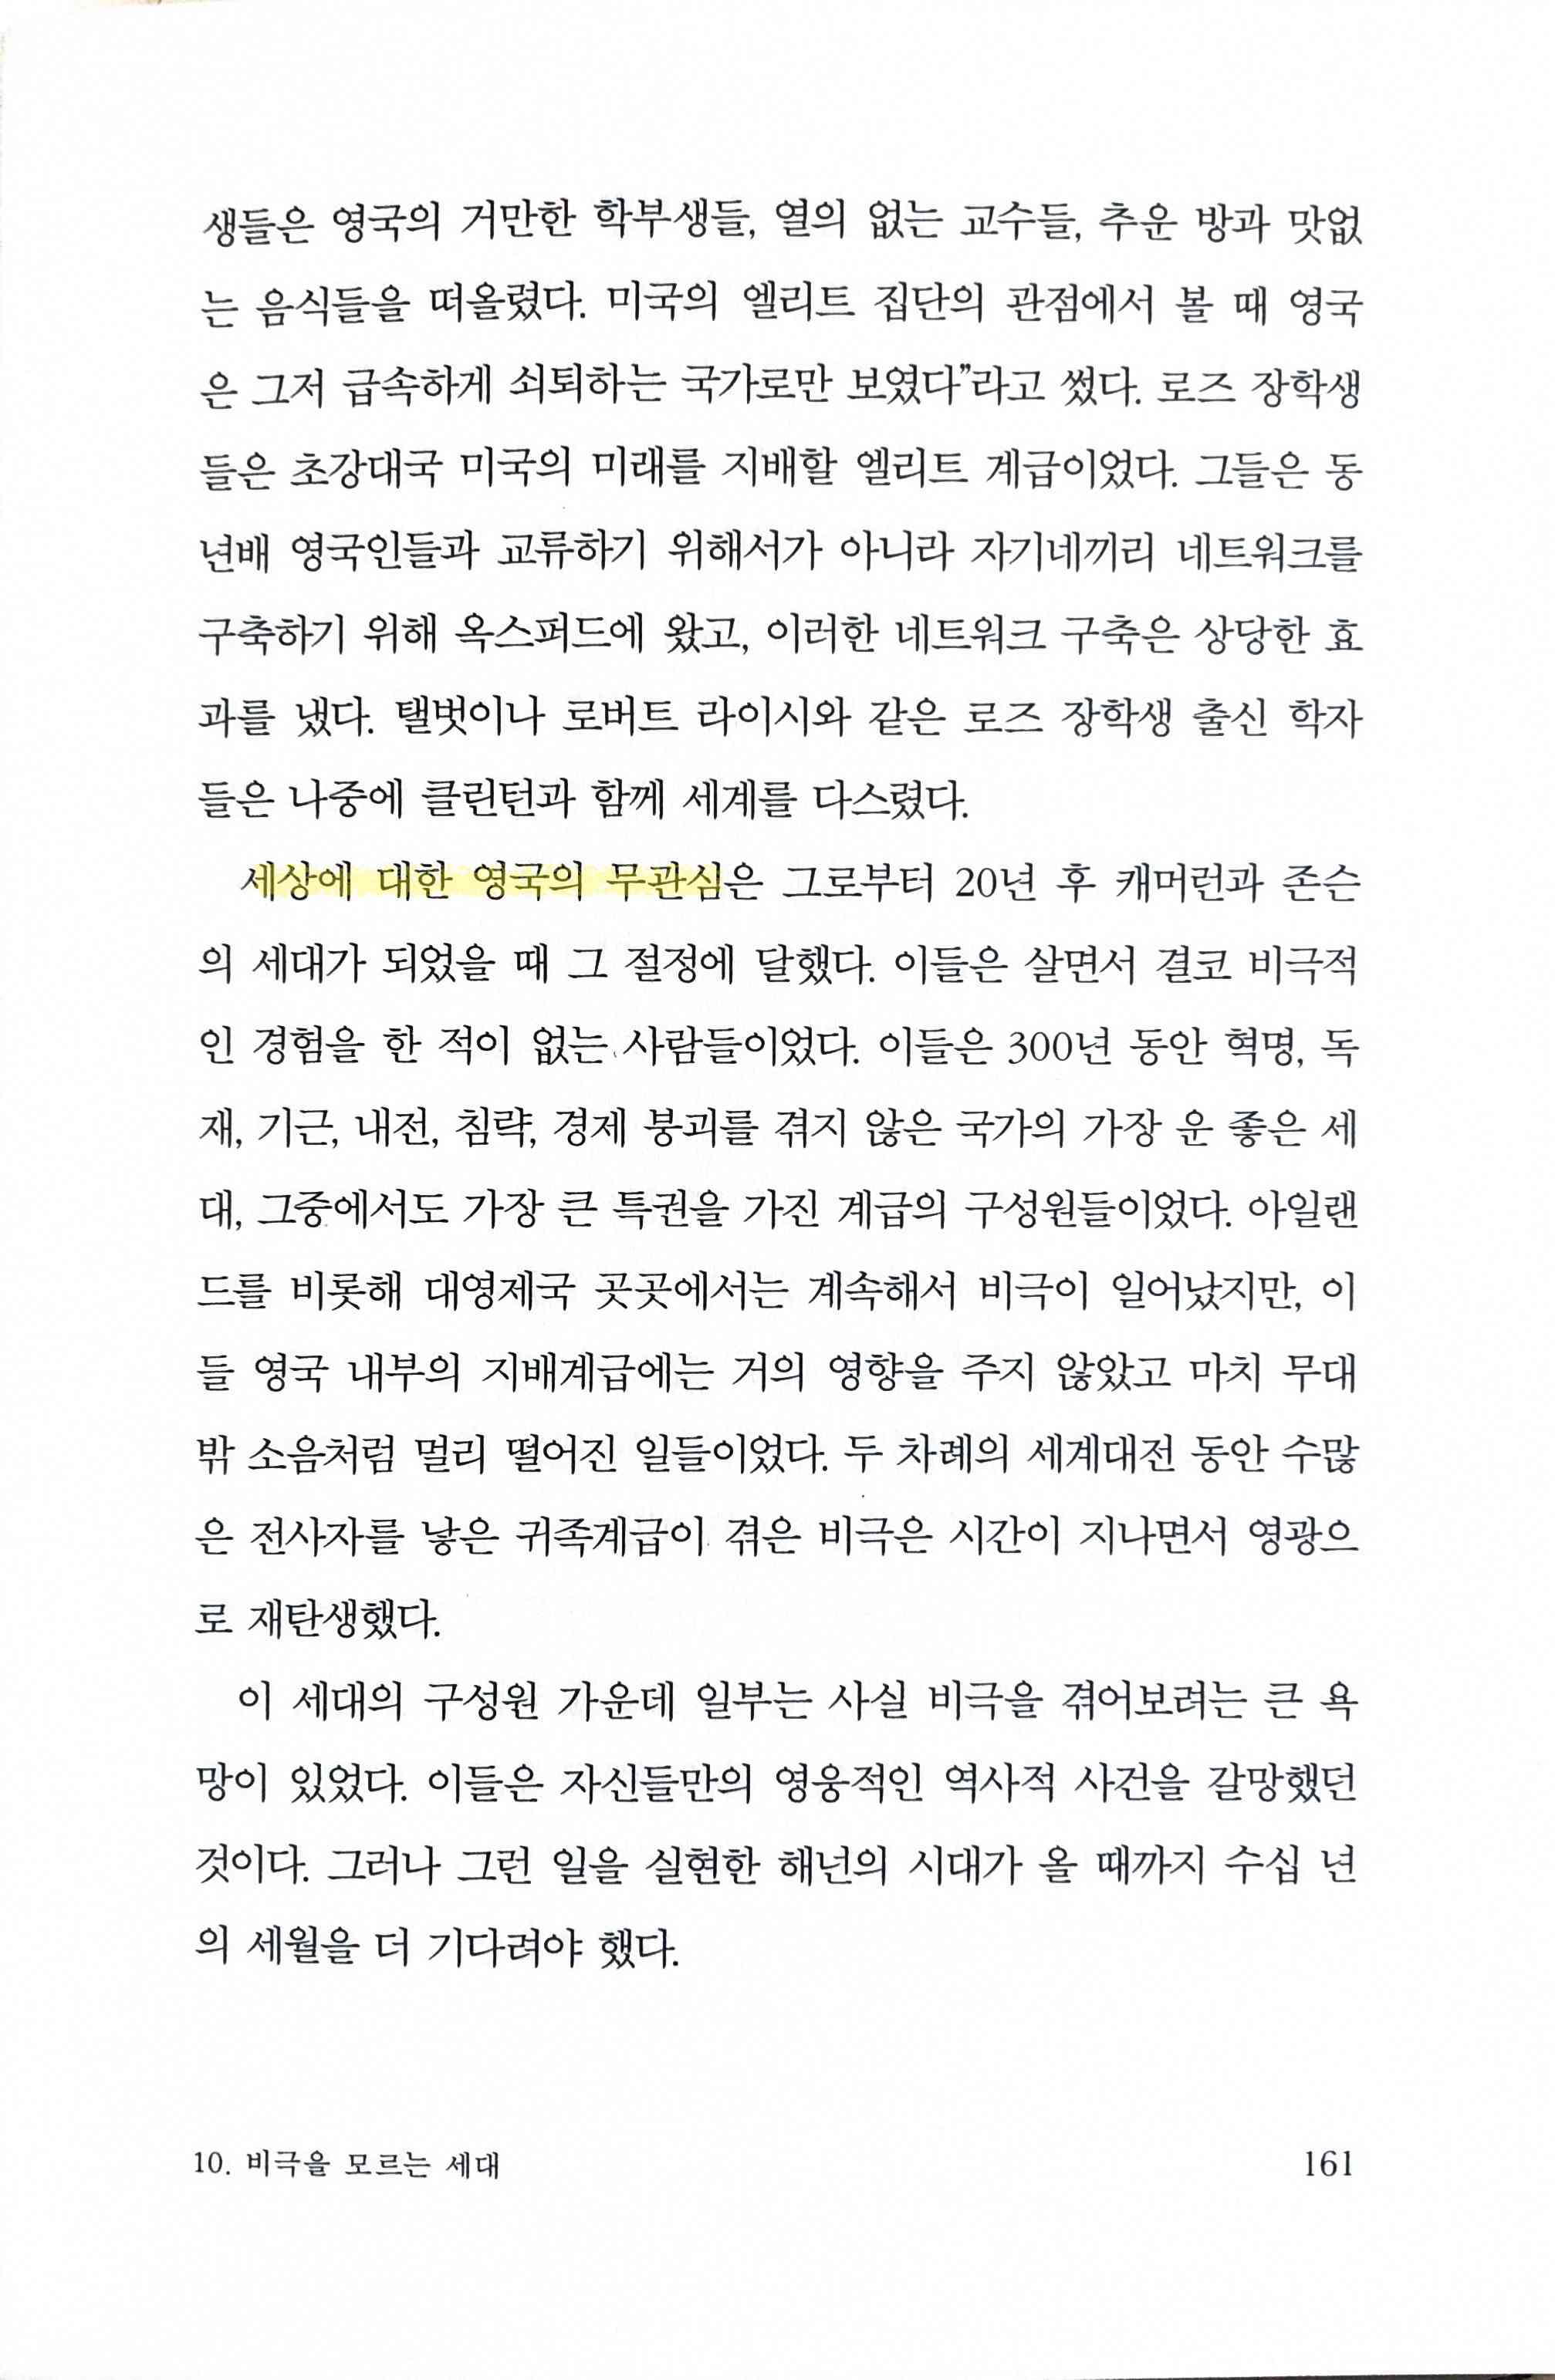 생들은 영국의 거만한 학부생들, 열의 없는 교수들, 추운 방과 맛없
는 음식들을 떠올렸다. 미국의 엘리트 집단의 관점에서 볼 때 영국
은 그저 급속하게 쇠퇴하는 국가로만 보였다”라고 썼다. 로즈 장학생
들은 초강대국 미국의 미래를 지배할 엘리트 계급이었다. 그들은 동
년배 영국인들과 교류하기 위해서가 아니라 자기네끼리 네트워크를
구축하기 위해 옥스퍼드에 왔고, 이러한 네트워크 구축은 상당한 효
과를 냈다. 탤벗이나 로버트 라이시와 같은 로즈 장학생 출신 학자
들은 나중에 클린턴과 함께 세계를 다스렸다.
세상에 대한 영국의 무관심은 그로부터 20년 후 캐머런과 존슨
의 세대가 되었을 때 그 절정에 달했다. 이들은 살면서 결코 비극적
인 경험을 한 적이 없는 사람들이었다. 이들은 300년 동안 혁명, 독
재, 기근, 내전, 침략, 경제 붕괴를 겪지 않은 국가의 가장 운 좋은 세
대, 그중에서도 가장 큰 특권을 가진 계급의 구성원들이었다. 아일랜
드를 비롯해 대영제국 곳곳에서는 계속해서 비극이 일어났지만, 이
들 영국 내부의 지배계급에는 거의 영향을 주지 않았고 마치 무대
밖 소음처럼 멀리 떨어진 일들이었다. 두 차례의 세계대전 동안 수많
은 전사자를 낳은 귀족계급이 겪은 비극은 시간이 지나면서 영광으
로 재탄생했다.
이 세대의 구성원 가운데 일부는 사실 비극을 겪어보려는 큰 욕
망이 있었다. 이들은 자신들만의 영웅적인 역사적 사건을 갈망했던
것이다. 그러나 그런 일을 실현한 해넌의 시대가 올 때까지 수십 년
의 세월을 더 기다려야 했다.
10. 비극을 모르는 세대
161